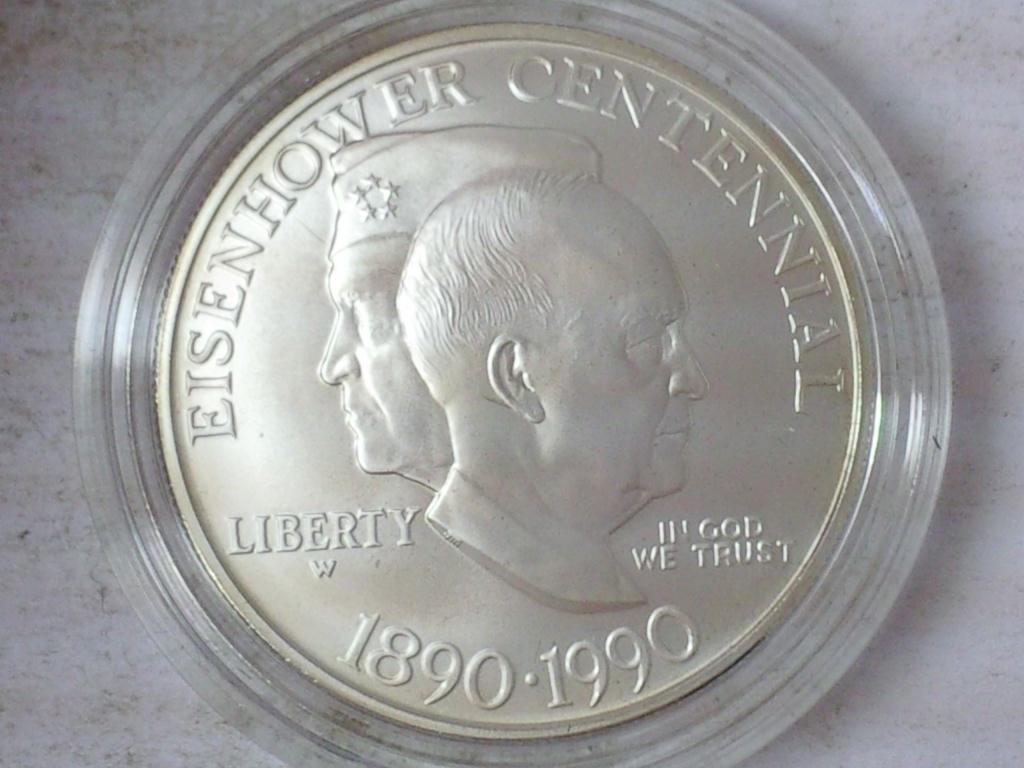 EISENHOWER CENTENNIAL
LIBERTY
W
IN GOD
WE TRUST
1890·1990